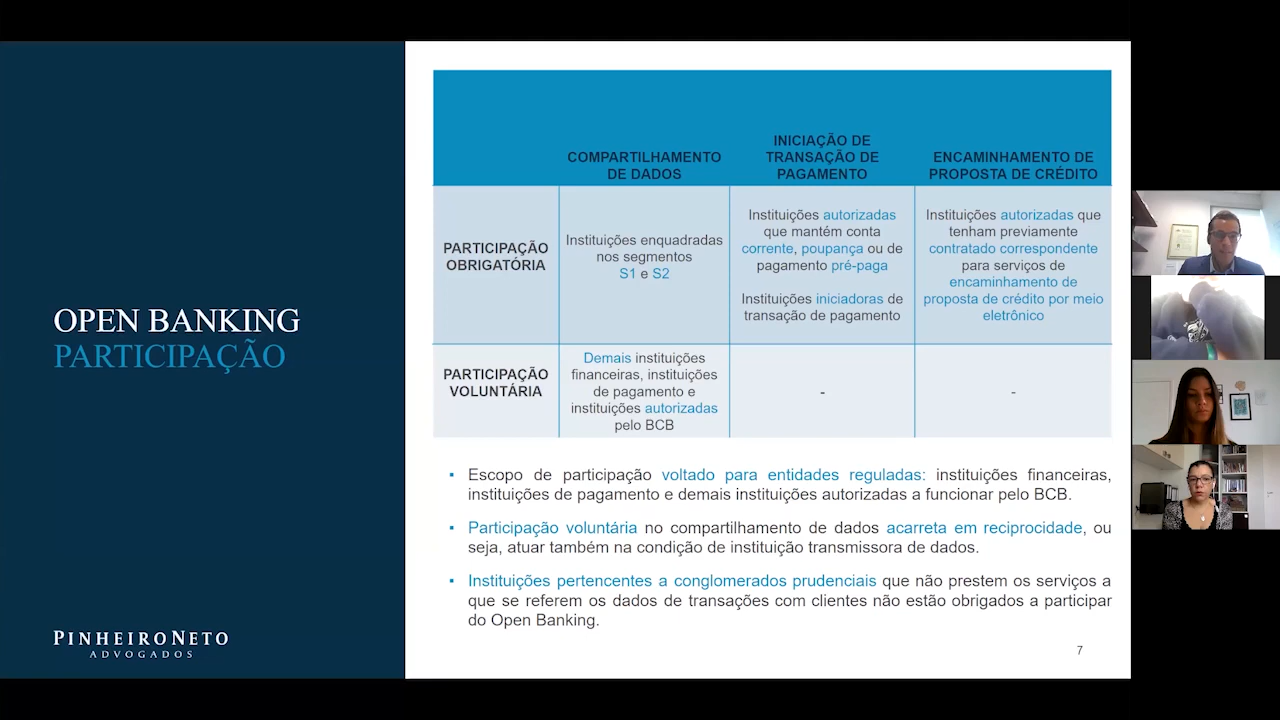 OPEN BANKING
PARTICIPAÇÃO
PINHEIRONETO
ADVOGADOS
COMPARTILHAMENTO
DE DADOS
INICIAÇÃO DE
TRANSAÇÃO DE
PAGAMENTO
ENCAMINHAMENTO DE
PROPOSTA DE CRÉDITO
PARTICIPAÇÃO
OBRIGATÓRIA
Instituições enquadradas
nos segmentos
S1 e S2
Instituições autorizadas
que mantém conta
corrente, poupança ou de
pagamento pré-paga
Instituições iniciadoras de
transação de pagamento
Instituições autorizadas que
tenham previamente
contratado correspondente
para serviços de
encaminhamento de
proposta de crédito por meio
eletrônico
PARTICIPAÇÃO
VOLUNTÁRIA
Demais instituições
financeiras, instituições
de pagamento e
instituições autorizadas
pelo BCB
-
-
▪ Escopo de participação voltado para entidades reguladas: instituições financeiras,
instituições de pagamento e demais instituições autorizadas a funcionar pelo BCB.
▪ Participação voluntária no compartilhamento de dados acarreta em reciprocidade, ou
seja, atuar também na condição de instituição transmissora de dados.
▪ Instituições pertencentes a conglomerados prudenciais que não prestem os serviços a
que se referem os dados de transações com clientes não estão obrigados a participar
do Open Banking.
7